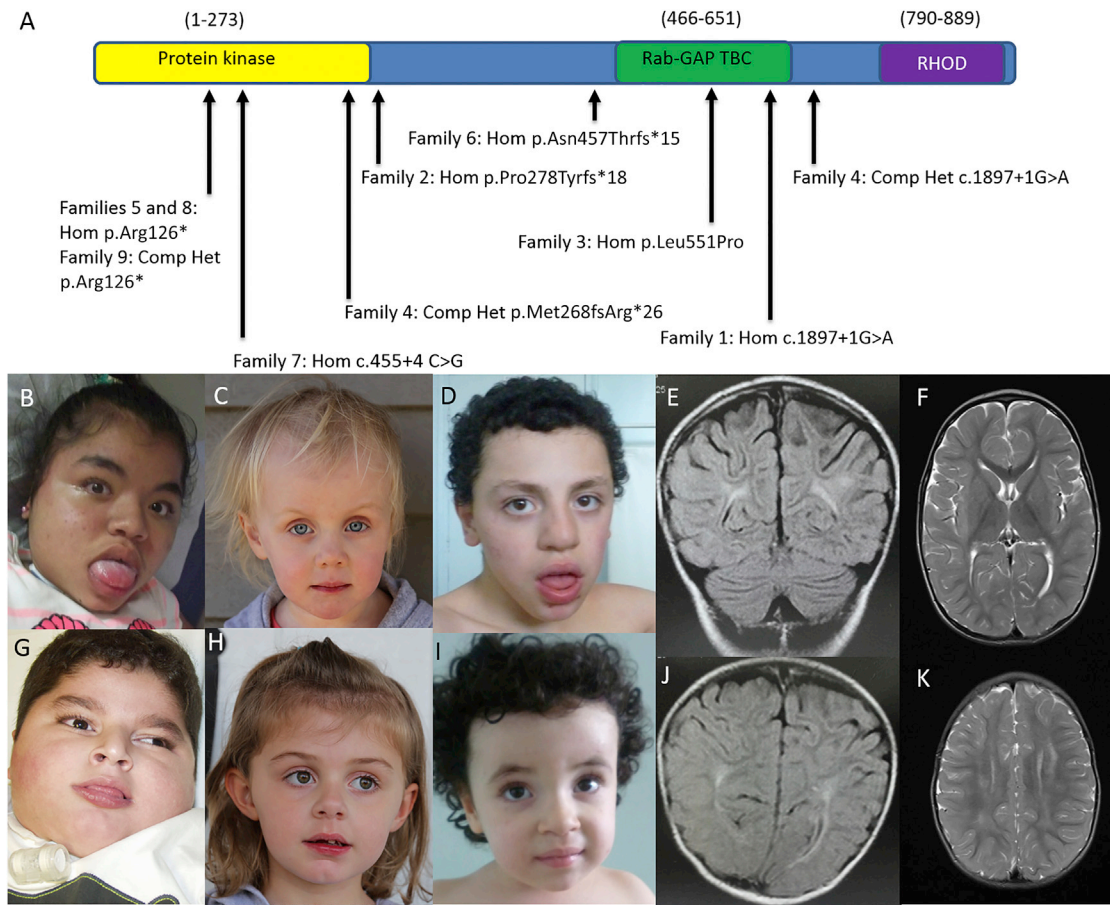 A
(1-273)
(466-651)
(790-889)
Protein kinase
Rab-GAP TBC
RHOD
Family 6: Hom p.Asn457Thrfs*15
Family 2: Hom p.Pro278Tyrfs*18
Family 4: Comp Het c.1897+1G>A
Families 5 and 8:
Hom p.Arg126*
Family 9: Comp Het
p.Arg126*
Family 3: Hom p.Leu551Pro
Family 4: Comp Het p.Met268fsArg*26
Family 1: Hom c.1897+1G>A
Family 7: Hom c.455+4 C>G
B
C
D
E
F
G
H
I
J
K